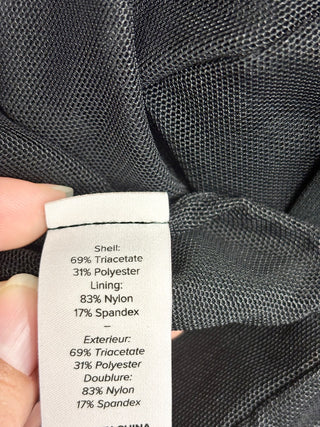 Shell:
69% Triacetate
31% Polyester
Lining:
83% Nylon
17% Spandex
–
Exterieur:
69% Triacetate
31% Polyester
Doublure:
83% Nylon
17% Spandex
CHINA